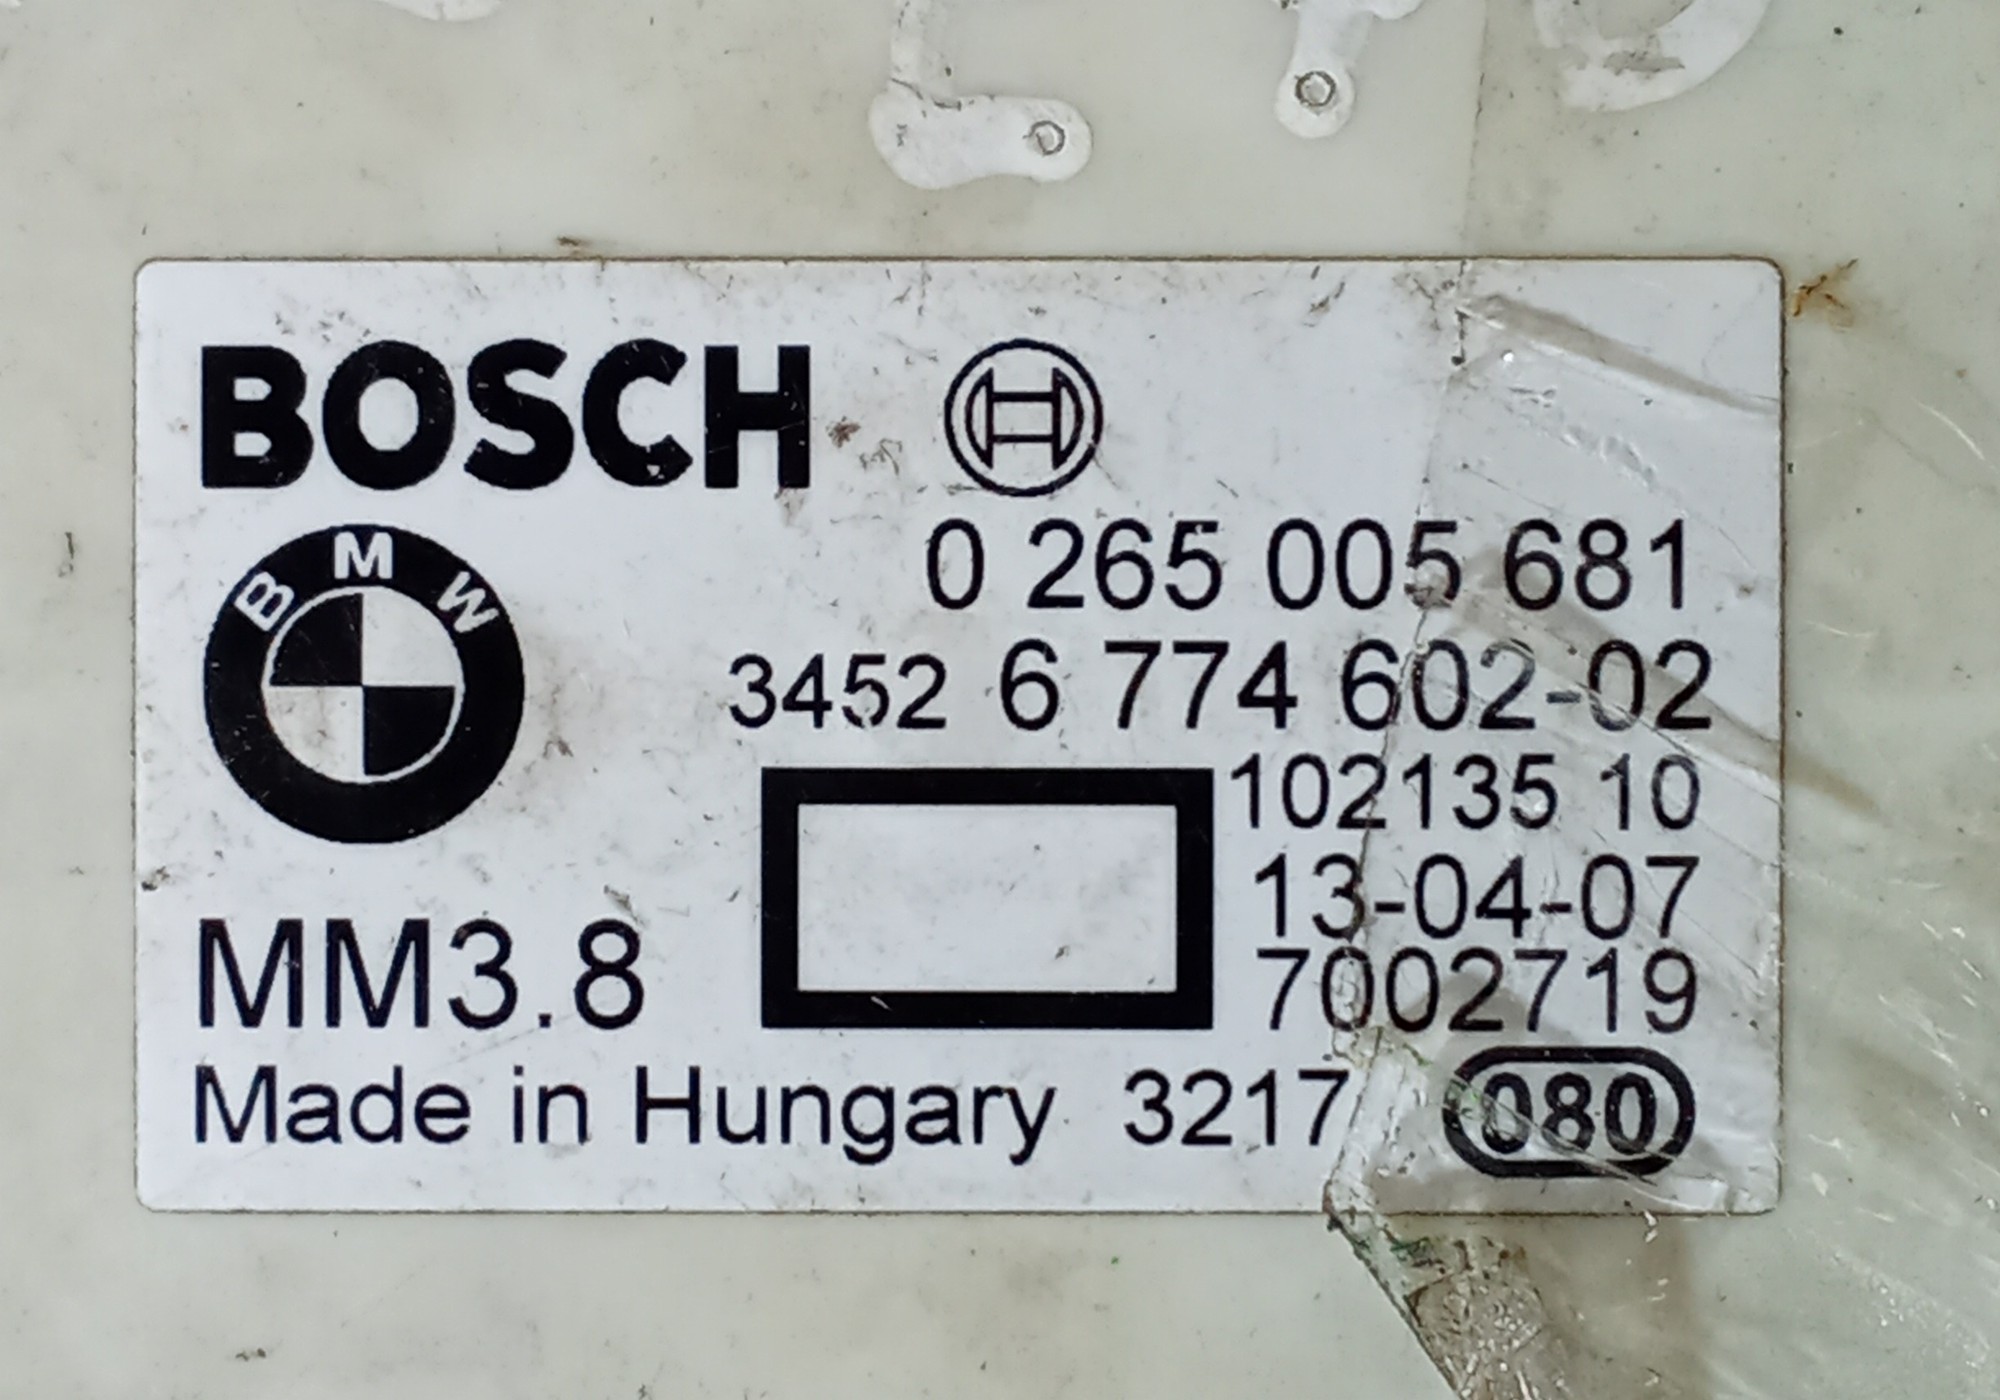 BOSCH
0 265 005 681
BMW
3452 6 774 602-02
102135 10
13-04-07
MM3.8
7002719
Made in Hungary 3217 080